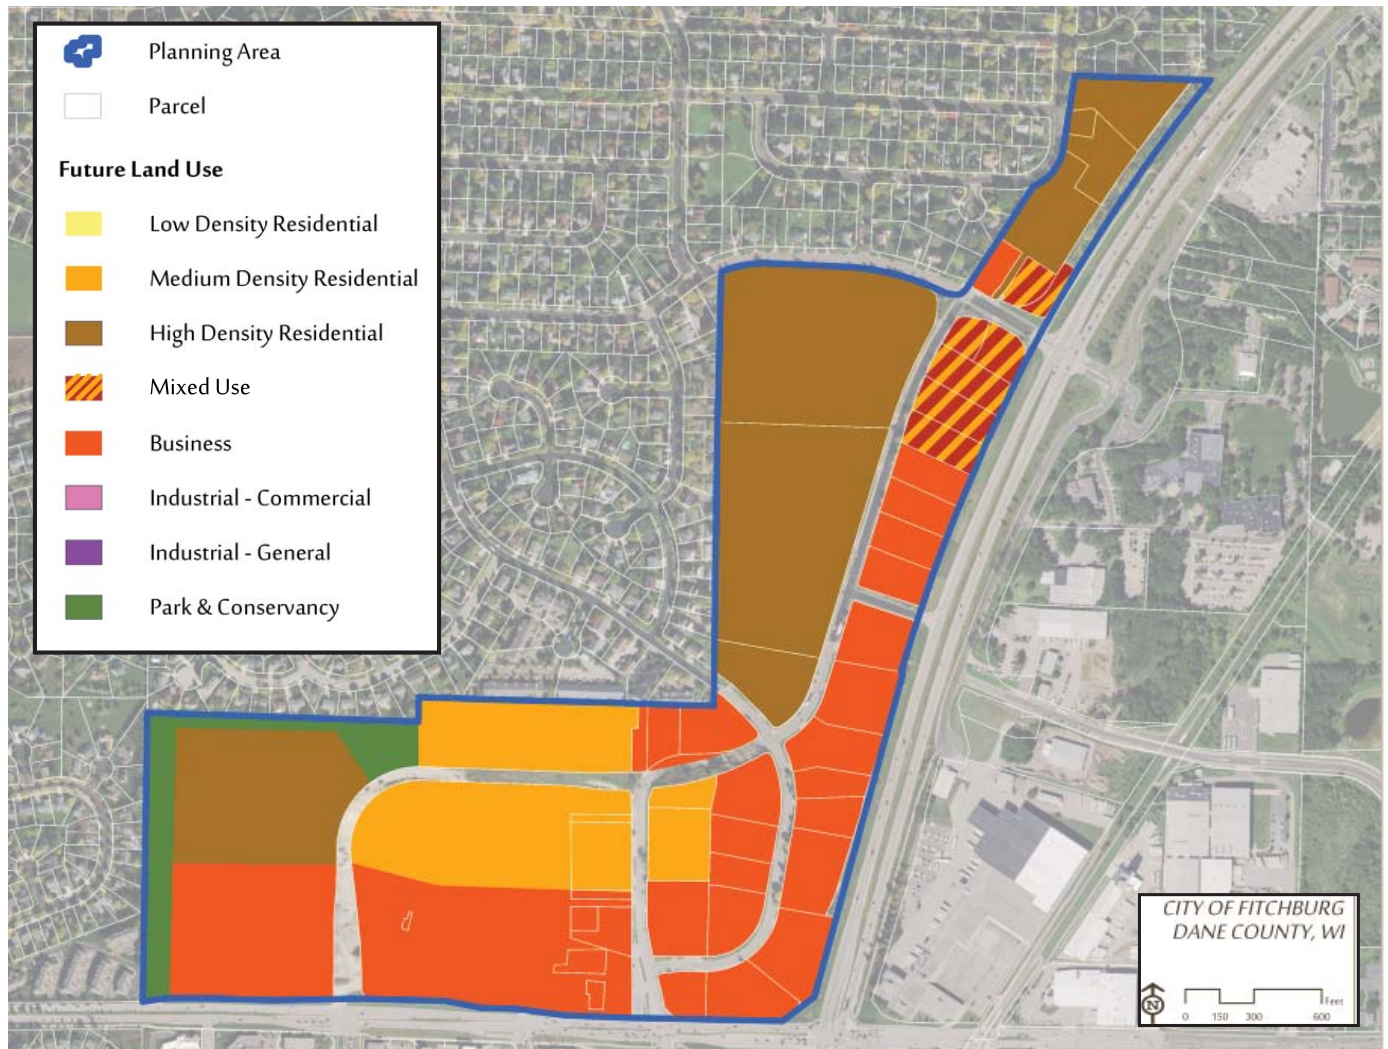 Planning Area
Parcel
Future Land Use
Low Density Residential
Medium Density Residential
High Density Residential
Mixed Use
Business
Industrial - Commercial
Industrial - General
Park & Conservancy
CITY OF FITCHBURG
DANE COUNTY, WI
N
Feet
0 150 300 600